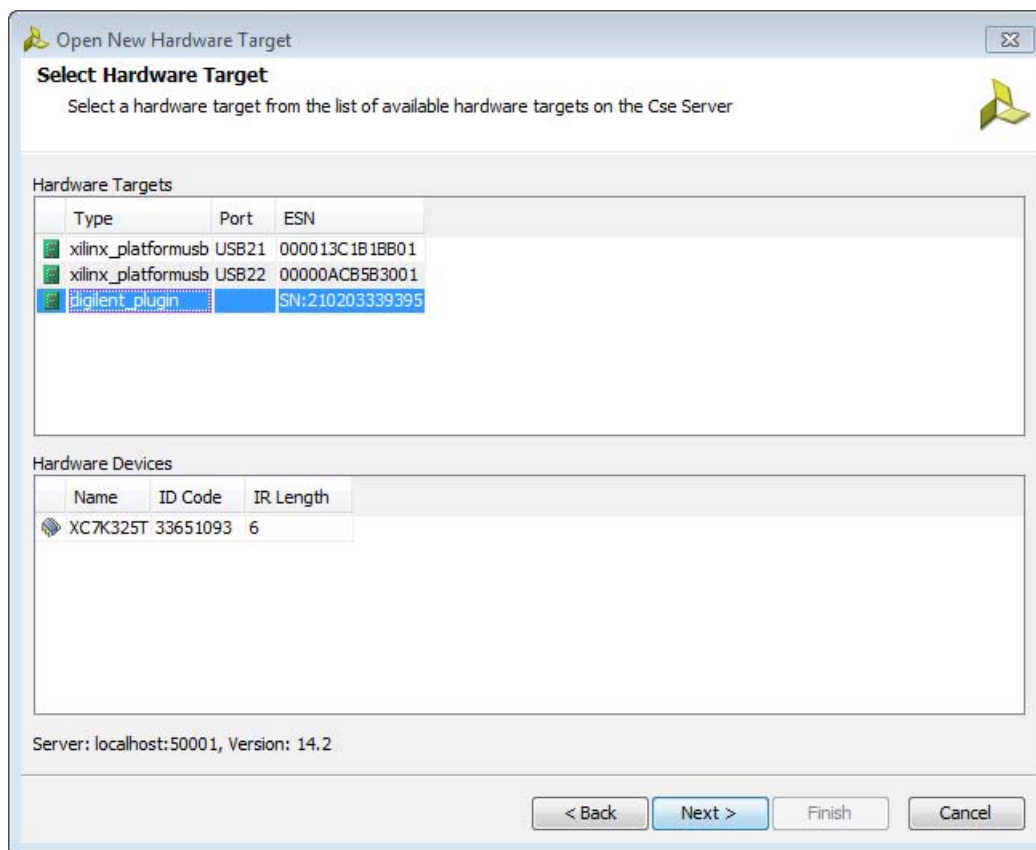 Open New Hardware Target
Select Hardware Target
Select a hardware target from the list of available hardware targets on the Cse Server
Hardware Targets
Type Port ESN
xilinx_platformusb USB21 000013C1B1BB01
xilinx_platformusb USB22 00000ACB5B3001
digilent_plugin SN:210203339395
Hardware Devices
Name ID Code IR Length
XC7K325T 33651093 6
Server: localhost:50001, Version: 14.2
< Back Next > Finish Cancel